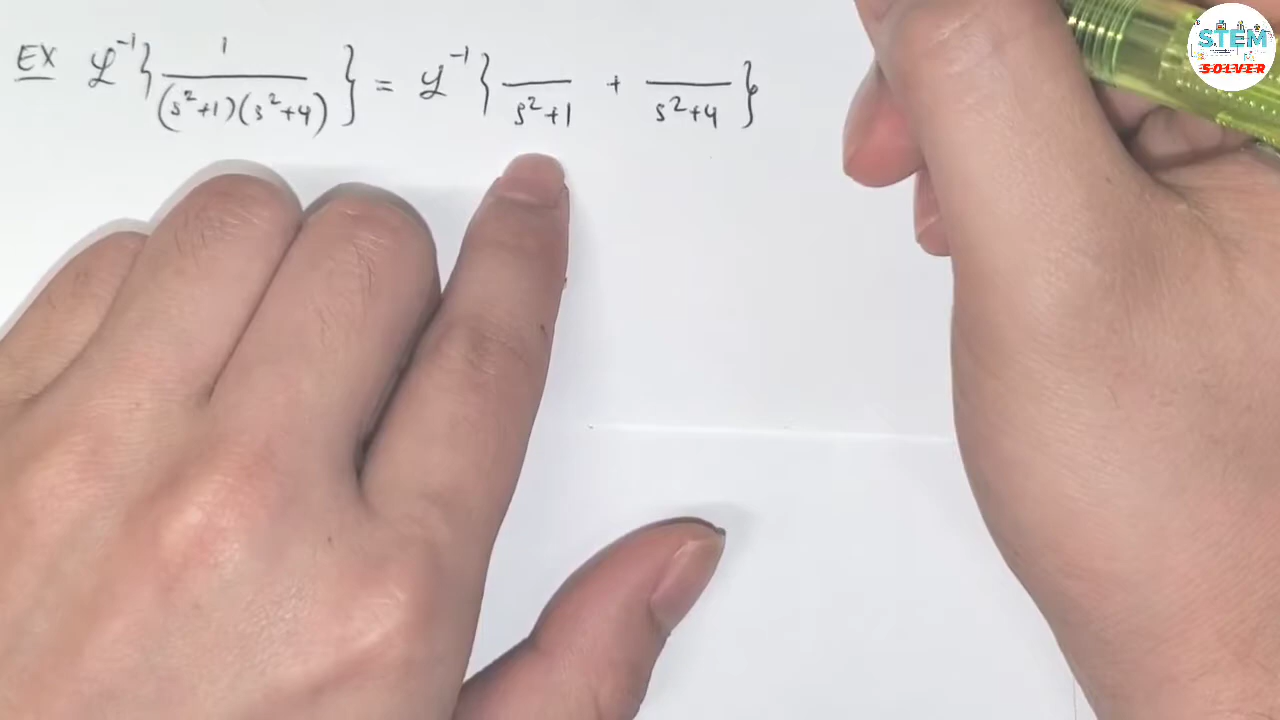 EX ℒ⁻¹{ 1 / (s²+1)(s²+4) } = ℒ⁻¹{ — / s²+1 + — / s²+4 }
STEM
SOLVER